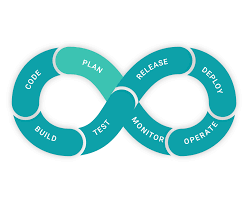 PLAN
CODE
BUILD
TEST
RELEASE
DEPLOY
OPERATE
MONITOR